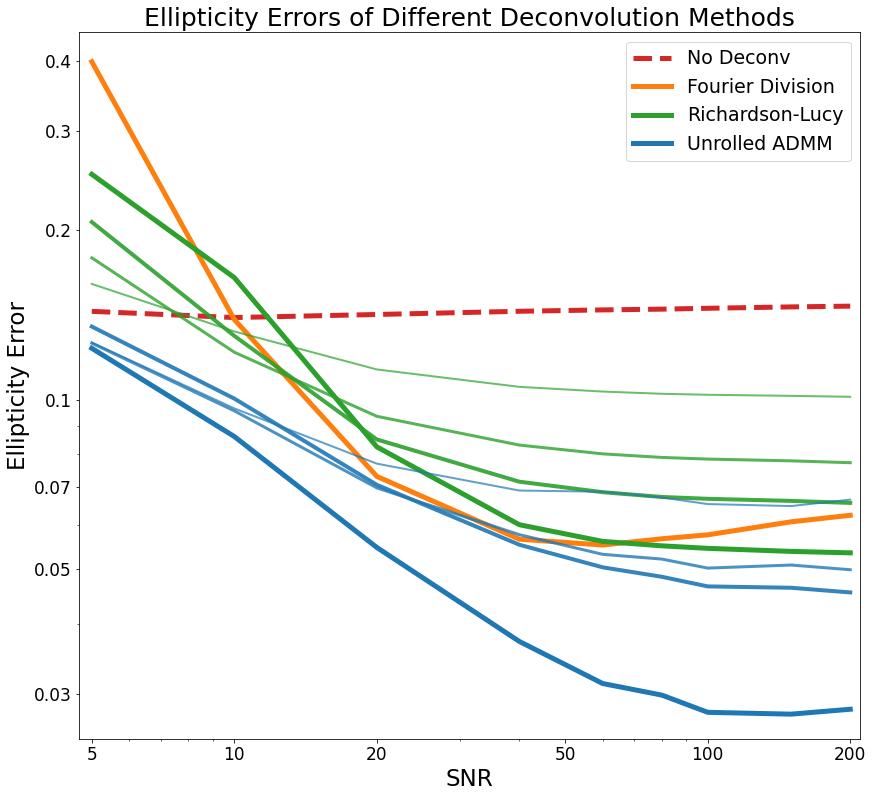 Ellipticity Errors of Different Deconvolution Methods
No Deconv
Fourier Division
Richardson-Lucy
Unrolled ADMM
Ellipticity Error
0.4
0.3
0.2
0.1
0.07
0.05
0.03
5 10 20 50 100 200
SNR